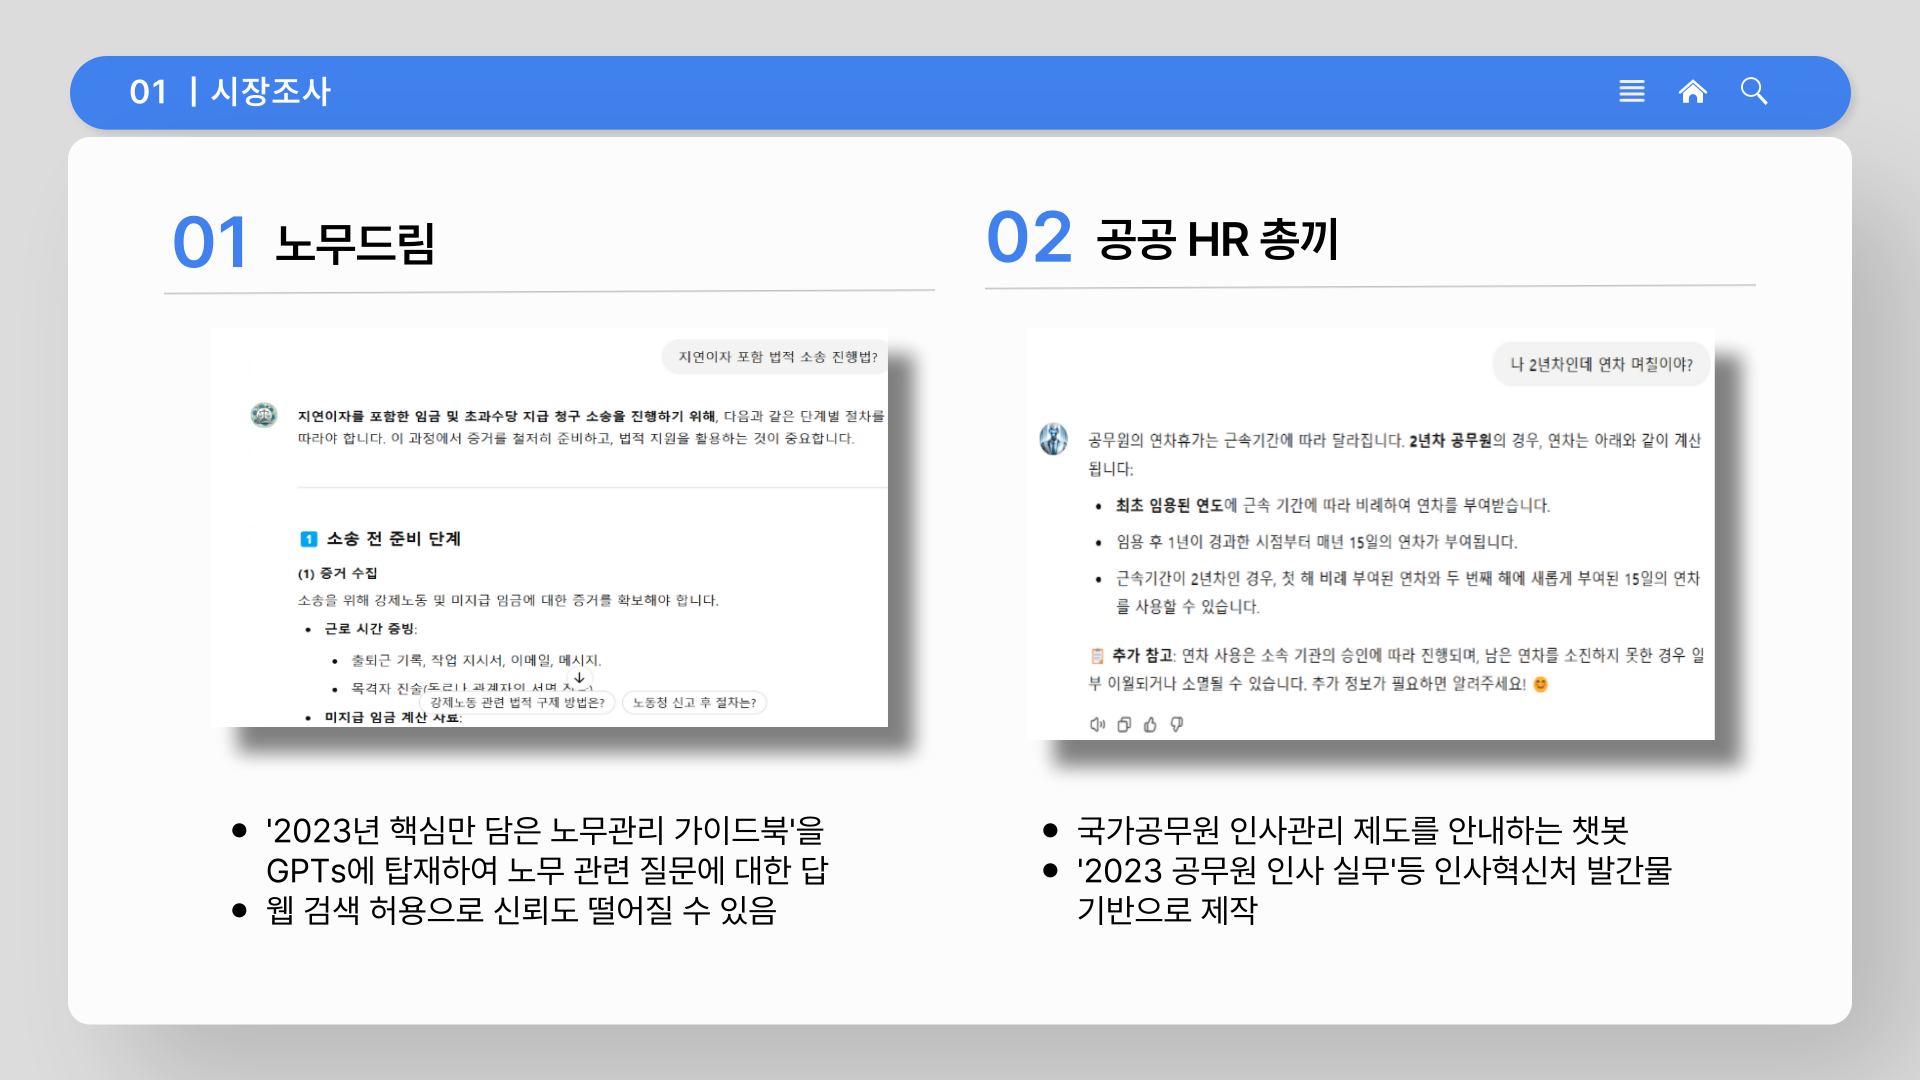 01 | 시장조사
01 노무드림
지연이자 포함 법적 소송 진행법?
지연이자를 포함한 임금 및 초과수당 지급 청구 소송을 진행하기 위해, 다음과 같은 단계별 절차를
따라야 합니다. 이 과정에서 증거를 철저히 준비하고, 법적 지원을 활용하는 것이 중요합니다.
1 소송 전 준비 단계
(1) 증거 수집
소송을 위해 강제노동 및 미지급 임금에 대한 증거를 확보해야 합니다.
• 근로 시간 증빙:
• 출퇴근 기록, 작업 지시서, 이메일, 메시지.
• 목격자 진술(동료나 관계자의 서면
강제노동 관련 법적 구제 방법은? 노동청 신고 후 절차는?
• 미지급 임금 계산 자료:
• '2023년 핵심만 담은 노무관리 가이드북'을
GPTs에 탑재하여 노무 관련 질문에 대한 답
• 웹 검색 허용으로 신뢰도 떨어질 수 있음
02 공공 HR 총끼
나 2년차인데 연차 며칠이야?
공무원의 연차휴가는 근속기간에 따라 달라집니다. 2년차 공무원의 경우, 연차는 아래와 같이 계산
됩니다:
• 최초 임용된 연도에 근속 기간에 따라 비례하여 연차를 부여받습니다.
• 임용 후 1년이 경과한 시점부터 매년 15일의 연차가 부여됩니다.
• 근속기간이 2년차인 경우, 첫 해 비례 부여된 연차와 두 번째 해에 새롭게 부여된 15일의 연차
를 사용할 수 있습니다.
📋 추가 참고: 연차 사용은 소속 기관의 승인에 따라 진행되며, 남은 연차를 소진하지 못한 경우 일
부 이월되거나 소멸될 수 있습니다. 추가 정보가 필요하면 알려주세요! 😊
• 국가공무원 인사관리 제도를 안내하는 챗봇
• '2023 공무원 인사 실무'등 인사혁신처 발간물
기반으로 제작